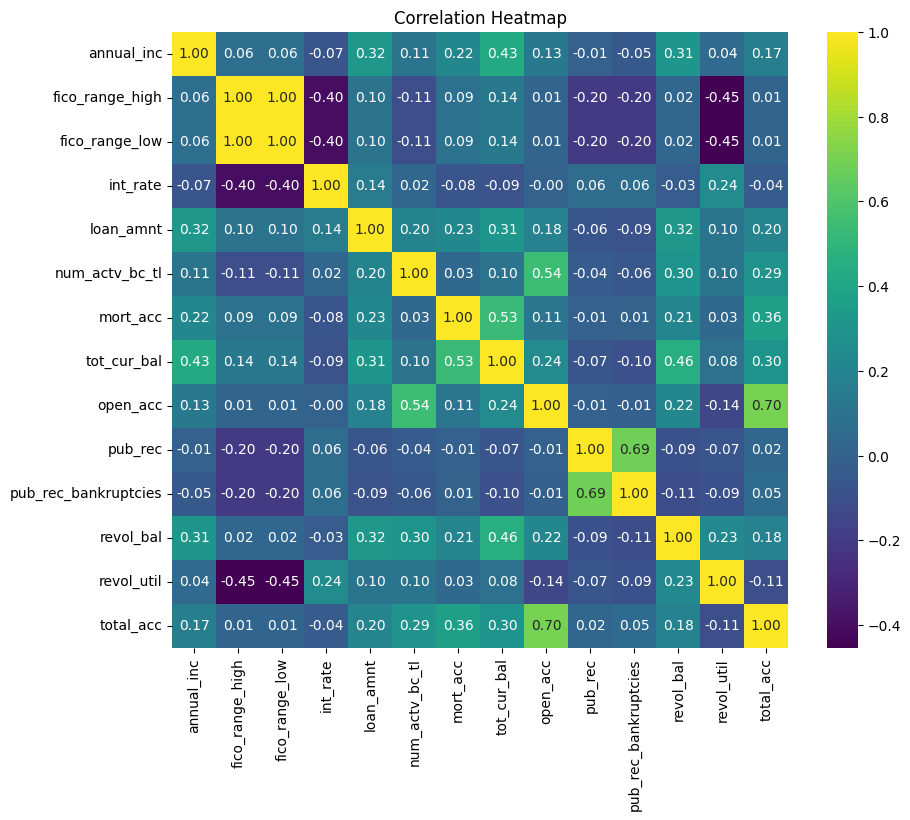 Correlation Heatmap
annual_inc 1.00 0.06 0.06 -0.07 0.32 0.11 0.22 0.43 0.13 -0.01 -0.05 0.31 0.04 0.17
fico_range_high 0.06 1.00 1.00 -0.40 0.10 -0.11 0.09 0.14 0.01 -0.20 -0.20 0.02 -0.45 0.01
fico_range_low 0.06 1.00 1.00 -0.40 0.10 -0.11 0.09 0.14 0.01 -0.20 -0.20 0.02 -0.45 0.01
int_rate -0.07 -0.40 -0.40 1.00 0.14 0.02 -0.08 -0.09 -0.00 0.06 0.06 -0.03 0.24 -0.04
loan_amnt 0.32 0.10 0.10 0.14 1.00 0.20 0.23 0.31 0.18 -0.06 -0.09 0.32 0.10 0.20
num_actv_bc_tl 0.11 -0.11 -0.11 0.02 0.20 1.00 0.03 0.10 0.54 -0.04 -0.06 0.30 0.10 0.29
mort_acc 0.22 0.09 0.09 -0.08 0.23 0.03 1.00 0.53 0.11 -0.01 0.01 0.21 0.03 0.36
tot_cur_bal 0.43 0.14 0.14 -0.09 0.31 0.10 0.53 1.00 0.24 -0.07 -0.10 0.46 0.08 0.30
open_acc 0.13 0.01 0.01 -0.00 0.18 0.54 0.11 0.24 1.00 -0.01 -0.01 0.22 -0.14 0.70
pub_rec -0.01 -0.20 -0.20 0.06 -0.06 -0.04 -0.01 -0.07 -0.01 1.00 0.69 -0.09 -0.07 0.02
pub_rec_bankruptcies -0.05 -0.20 -0.20 0.06 -0.09 -0.06 0.01 -0.10 -0.01 0.69 1.00 -0.11 -0.09 0.05
revol_bal 0.31 0.02 0.02 -0.03 0.32 0.30 0.21 0.46 0.22 -0.09 -0.11 1.00 0.23 0.18
revol_util 0.04 -0.45 -0.45 0.24 0.10 0.10 0.03 0.08 -0.14 -0.07 -0.09 0.23 1.00 -0.11
total_acc 0.17 0.01 0.01 -0.04 0.20 0.29 0.36 0.30 0.70 0.02 0.05 0.18 -0.11 1.00
annual_inc
fico_range_high
fico_range_low
int_rate
loan_amnt
num_actv_bc_tl
mort_acc
tot_cur_bal
open_acc
pub_rec
pub_rec_bankruptcies
revol_bal
revol_util
total_acc
1.0
0.8
0.6
0.4
0.2
0.0
−0.2
−0.4